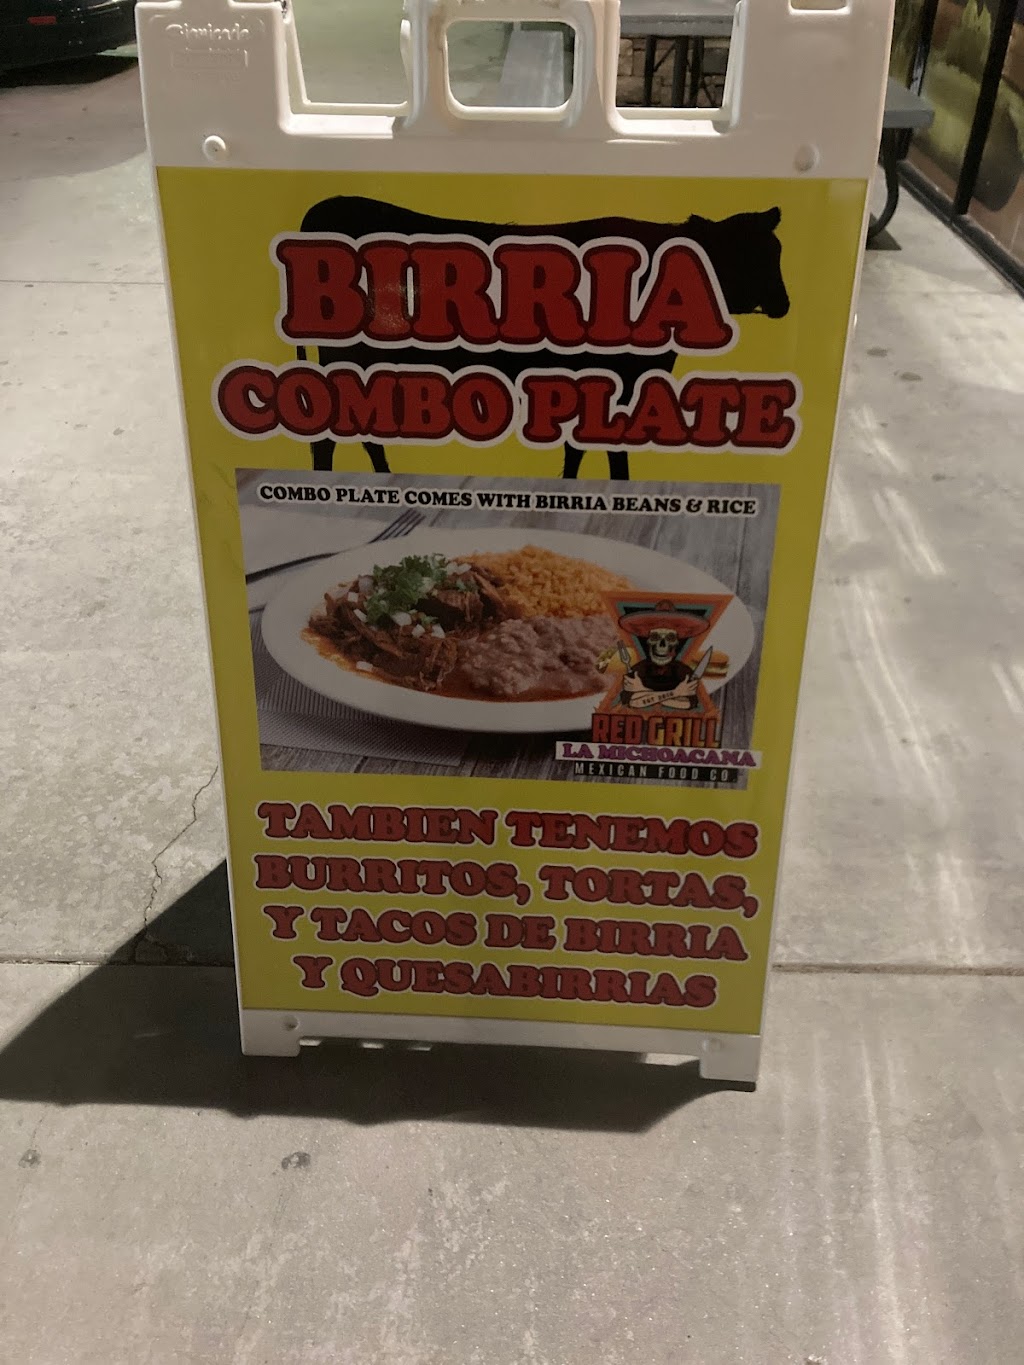 BIRRIA
COMBO PLATE
COMBO PLATE COMES WITH BIRRIA BEANS & RICE
RED GRILL
LA MICHOACANA
MEXICAN FOOD CO.
TAMBIEN TENEMOS
BURRITOS, TORTAS,
Y TACOS DE BIRRIA
Y QUESABIRRIAS